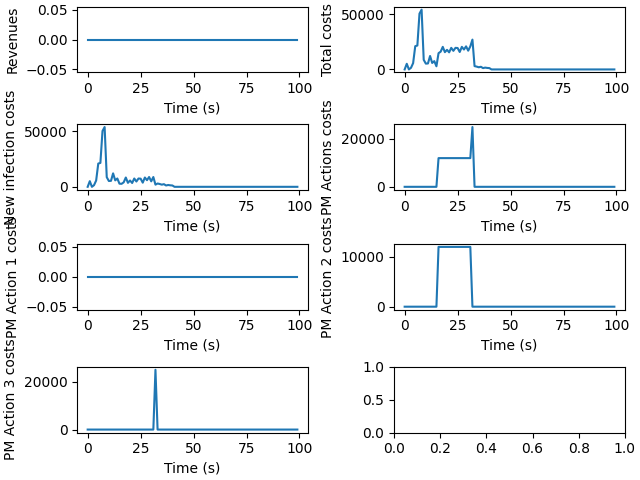 Revenues
0.05
0.00
−0.05
0 25 50 75 100
Time (s)
Total costs
50000
0
0 25 50 75 100
Time (s)
New infection costs
50000
0
0 25 50 75 100
Time (s)
PM Actions costs
20000
0
0 25 50 75 100
Time (s)
PM Action 1 costs
0.05
0.00
−0.05
0 25 50 75 100
Time (s)
PM Action 2 costs
10000
0
0 25 50 75 100
Time (s)
PM Action 3 costs
20000
0
0 25 50 75 100
Time (s)
1.0
0.5
0.0
0.0 0.2 0.4 0.6 0.8 1.0